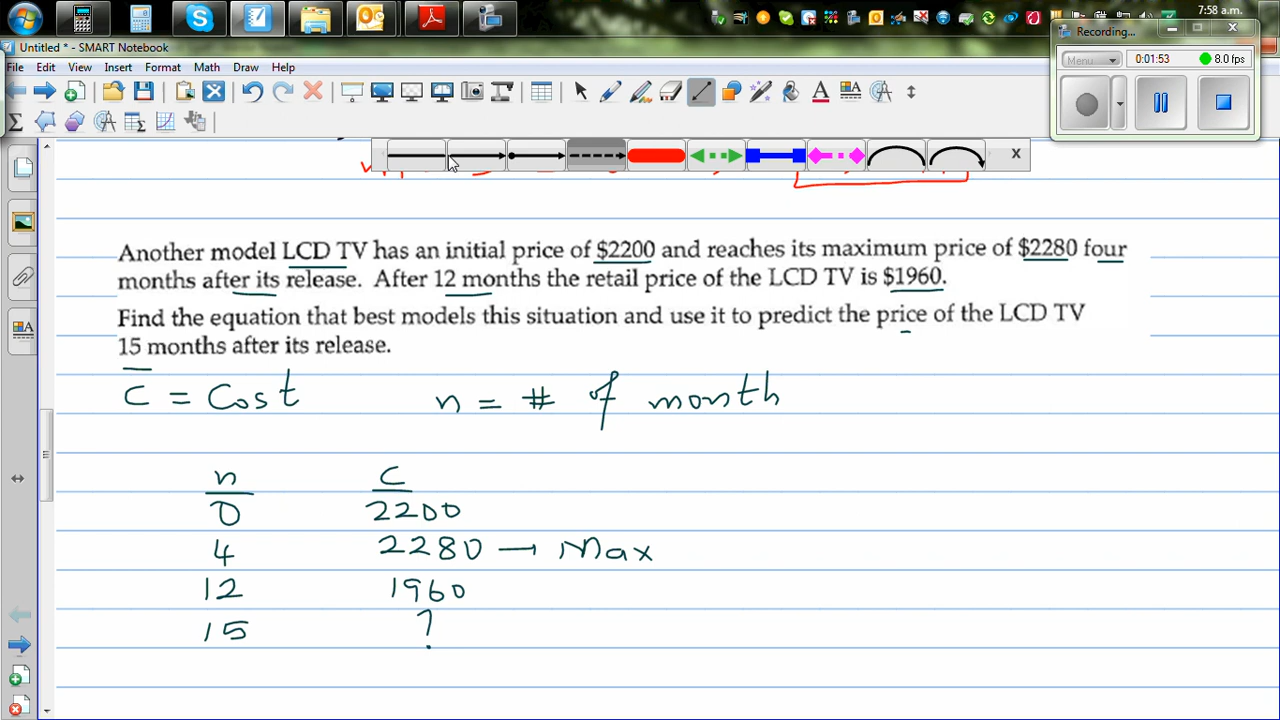 7:58 a.m.
Untitled * - SMART Notebook
Recording...
File Edit View Insert Format Math Draw Help
Menu
0:01:53
8.0 fps
X
Another model LCD TV has an initial price of $2200 and reaches its maximum price of $2280 four
months after its release. After 12 months the retail price of the LCD TV is $1960.
Find the equation that best models this situation and use it to predict the price of the LCD TV
15 months after its release.
C = Cost n = # of month
n C
0 2200
4 2280 → Max
12 1960
15 ?